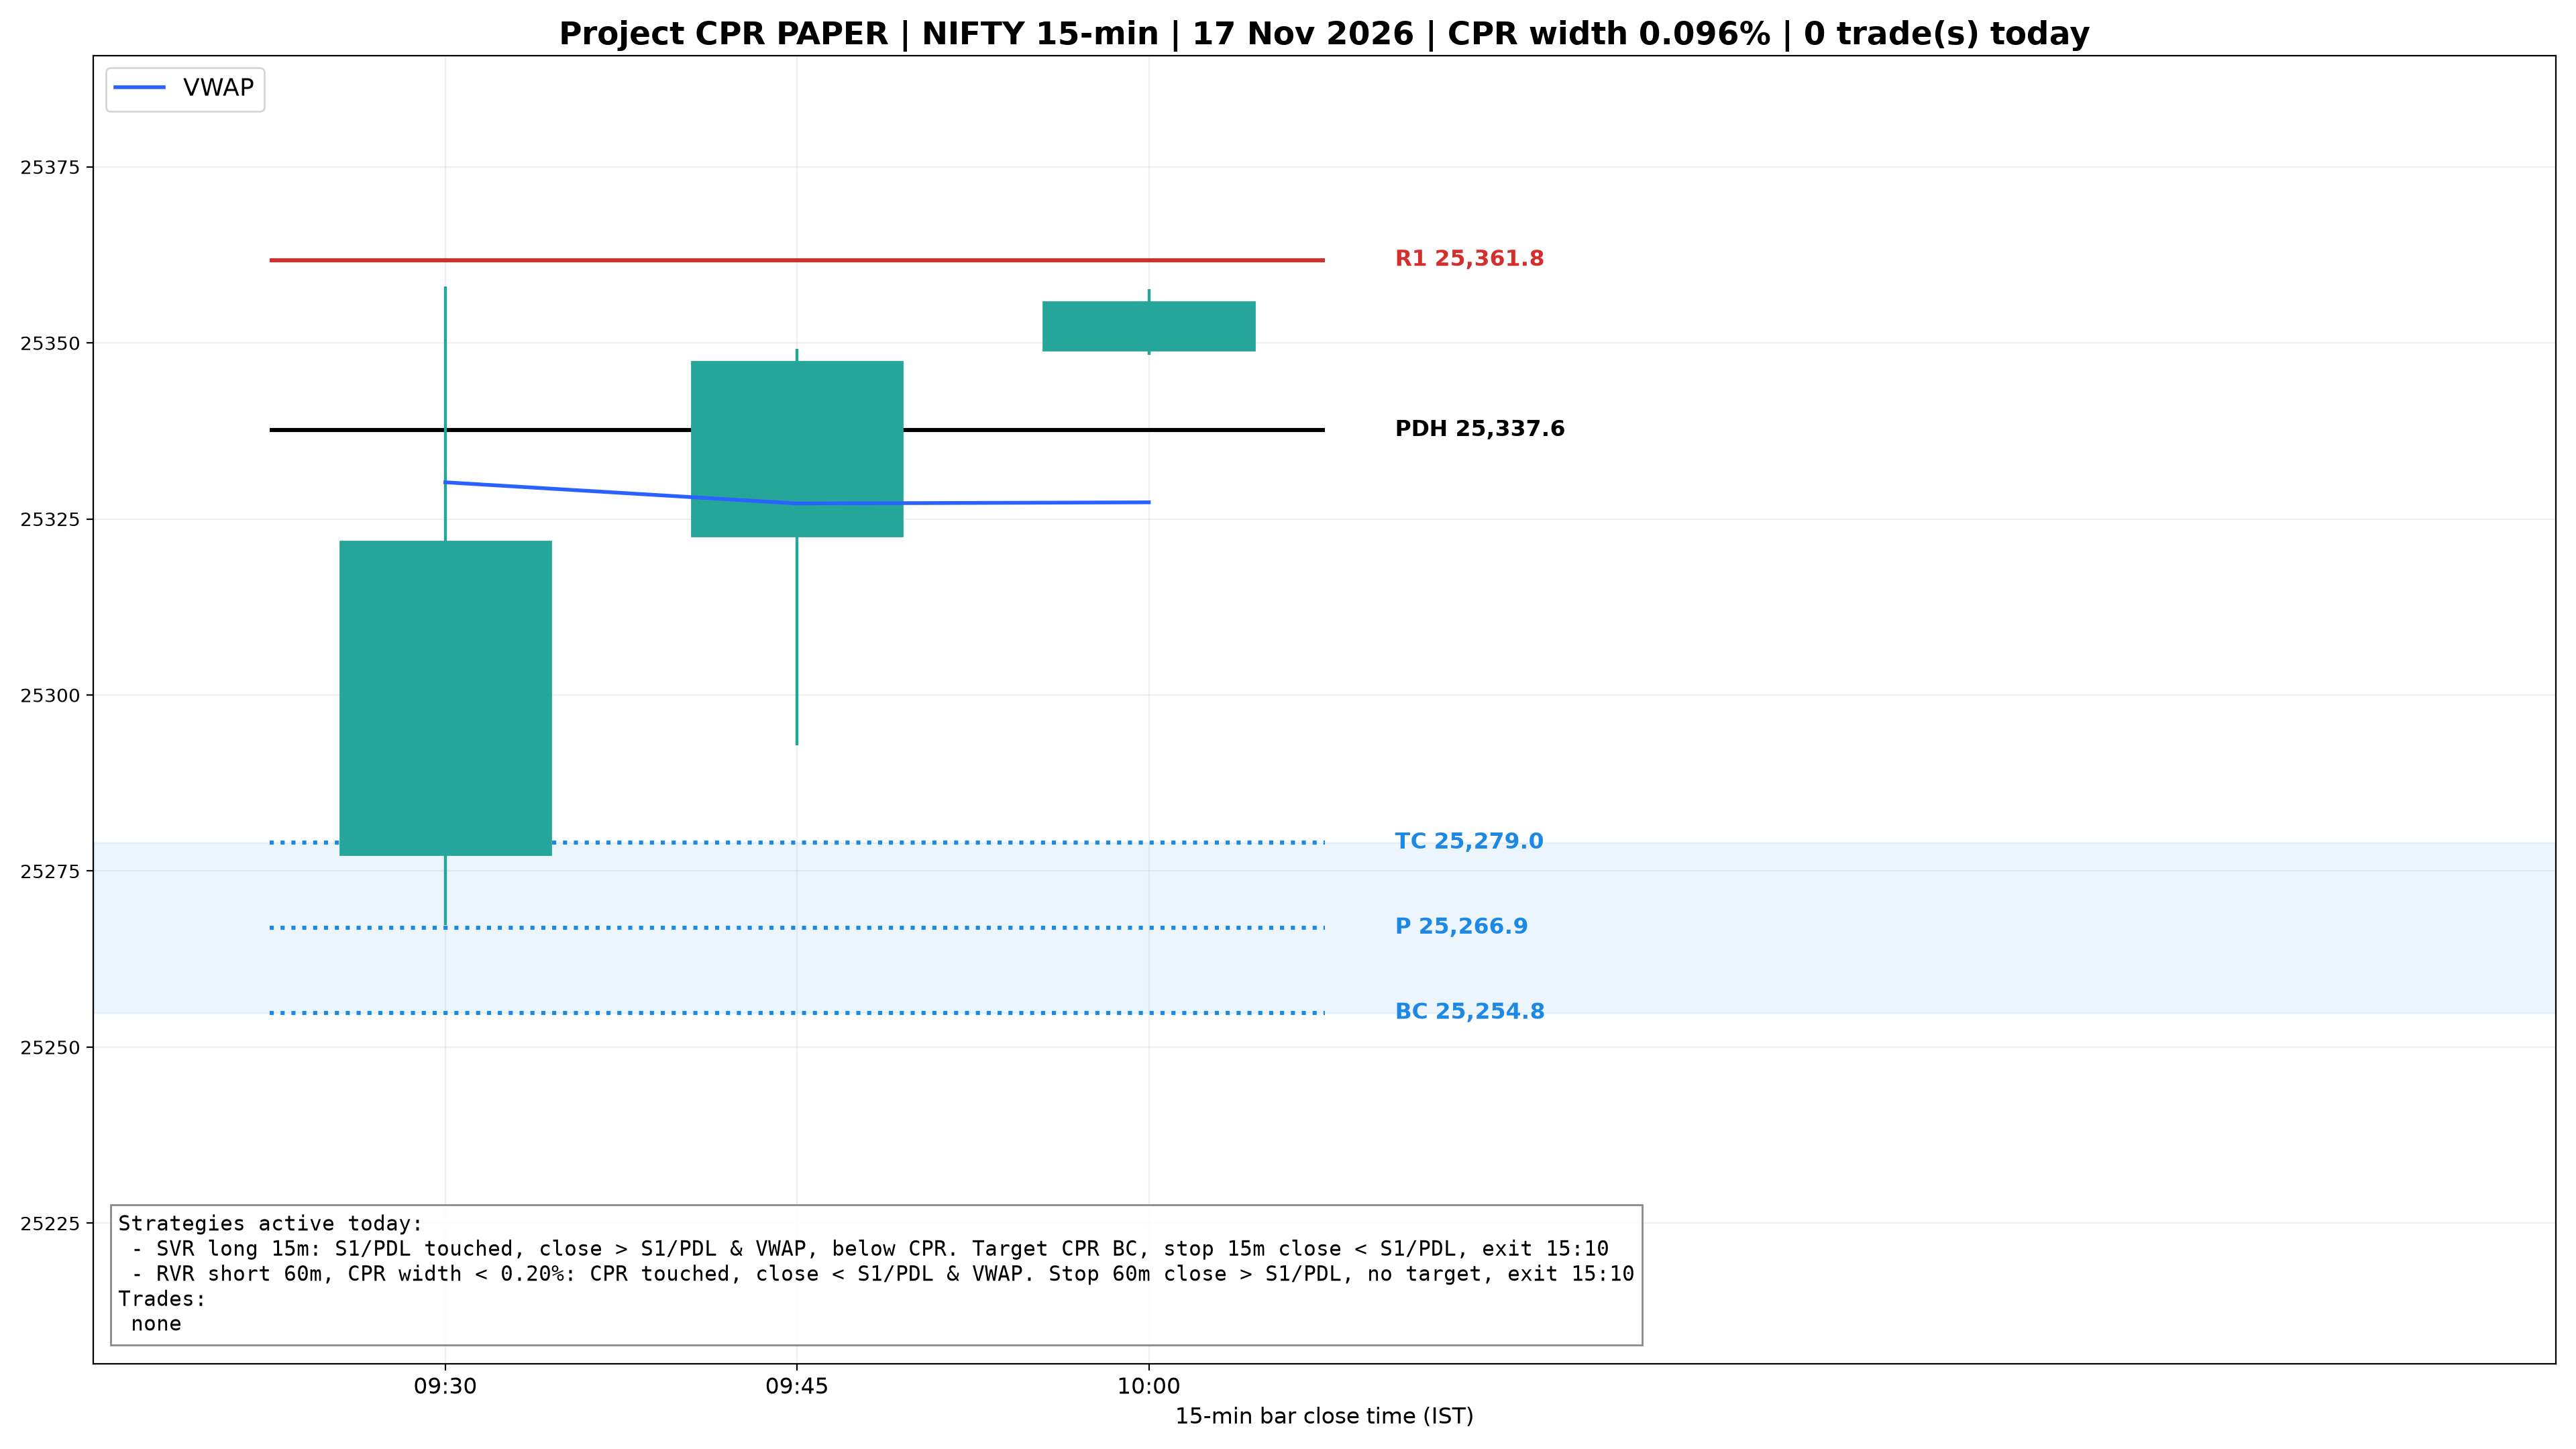 Project CPR PAPER | NIFTY 15-min | 17 Nov 2026 | CPR width 0.096% | 0 trade(s) today
VWAP
25375
R1 25,361.8
25350
PDH 25,337.6
25325
25300
TC 25,279.0
25275
P 25,266.9
BC 25,254.8
25250
25225
Strategies active today:
- SVR long 15m: S1/PDL touched, close > S1/PDL & VWAP, below CPR. Target CPR BC, stop 15m close < S1/PDL, exit 15:10
- RVR short 60m, CPR width < 0.20%: CPR touched, close < S1/PDL & VWAP. Stop 60m close > S1/PDL, no target, exit 15:10
Trades:
none
09:30 09:45 10:00
15-min bar close time (IST)